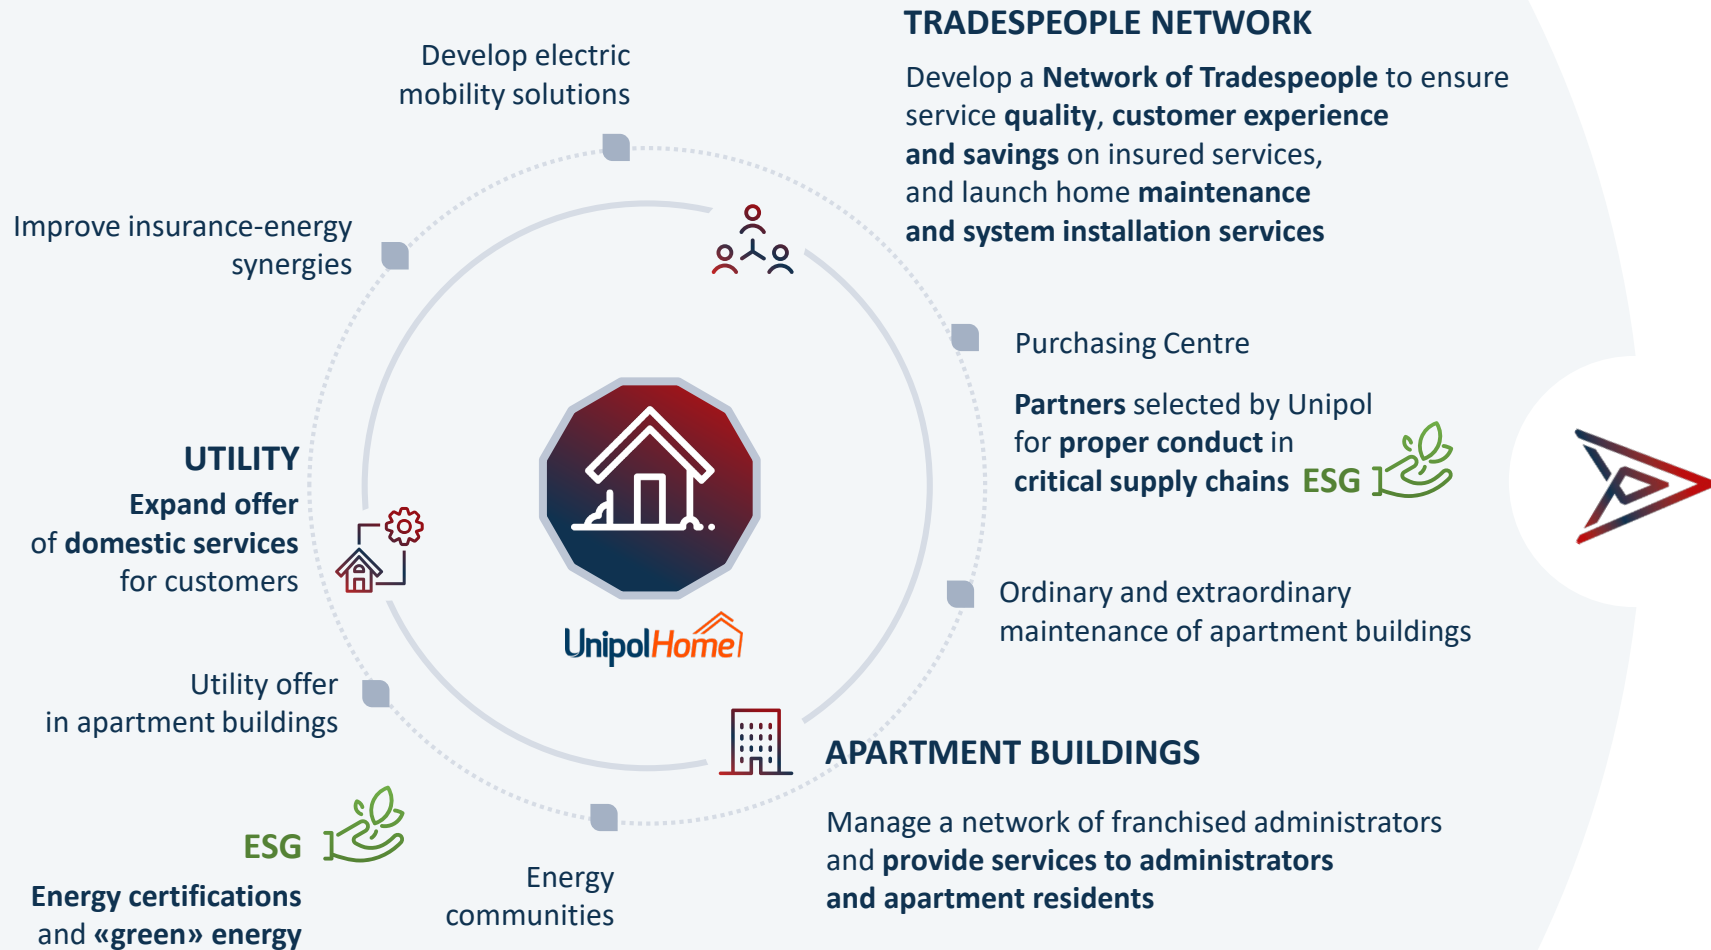 TRADESPEOPLE NETWORK
Develop a Network of Tradespeople to ensure
service quality, customer experience
and savings on insured services,
and launch home maintenance
and system installation services
Develop electric
mobility solutions
Improve insurance-energy
synergies
Purchasing Centre
Partners selected by Unipol
for proper conduct in
critical supply chains ESG
UTILITY
Expand offer
of domestic services
for customers
UnipolHome
Ordinary and extraordinary
maintenance of apartment buildings
Utility offer
in apartment buildings
APARTMENT BUILDINGS
Manage a network of franchised administrators
and provide services to administrators
and apartment residents
ESG
Energy certifications
and «green» energy
Energy
communities